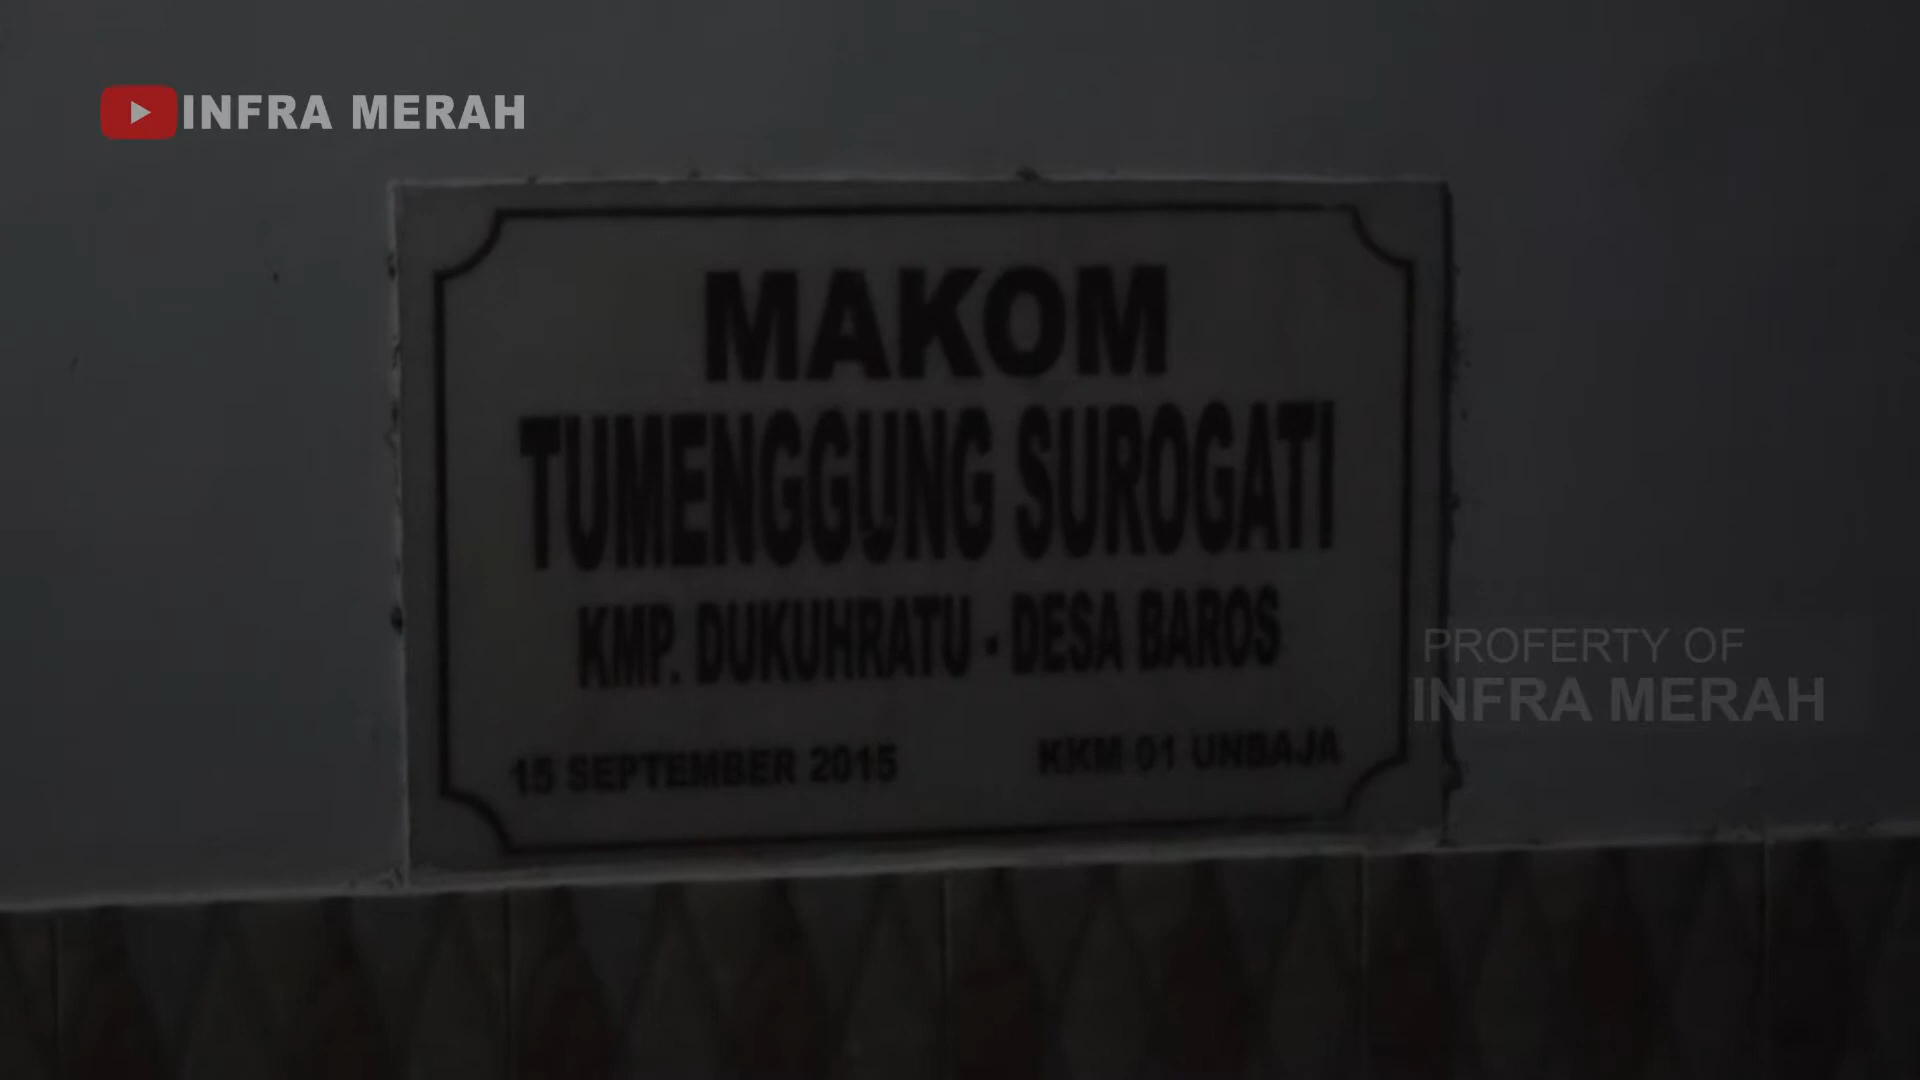 INFRA MERAH
MAKOM
TUMENGGUNG SUROGATI
KMP. DUKUHRATU - DESA BAROS
15 SEPTEMBER 2015 KKM 01 UNBAJA
PROFERTY OF
INFRA MERAH